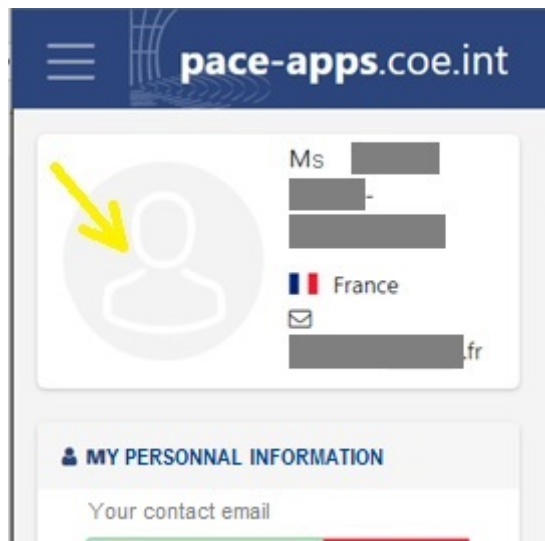 pace-apps.coe.int
Ms
-
France
.fr
MY PERSONNAL INFORMATION
Your contact email